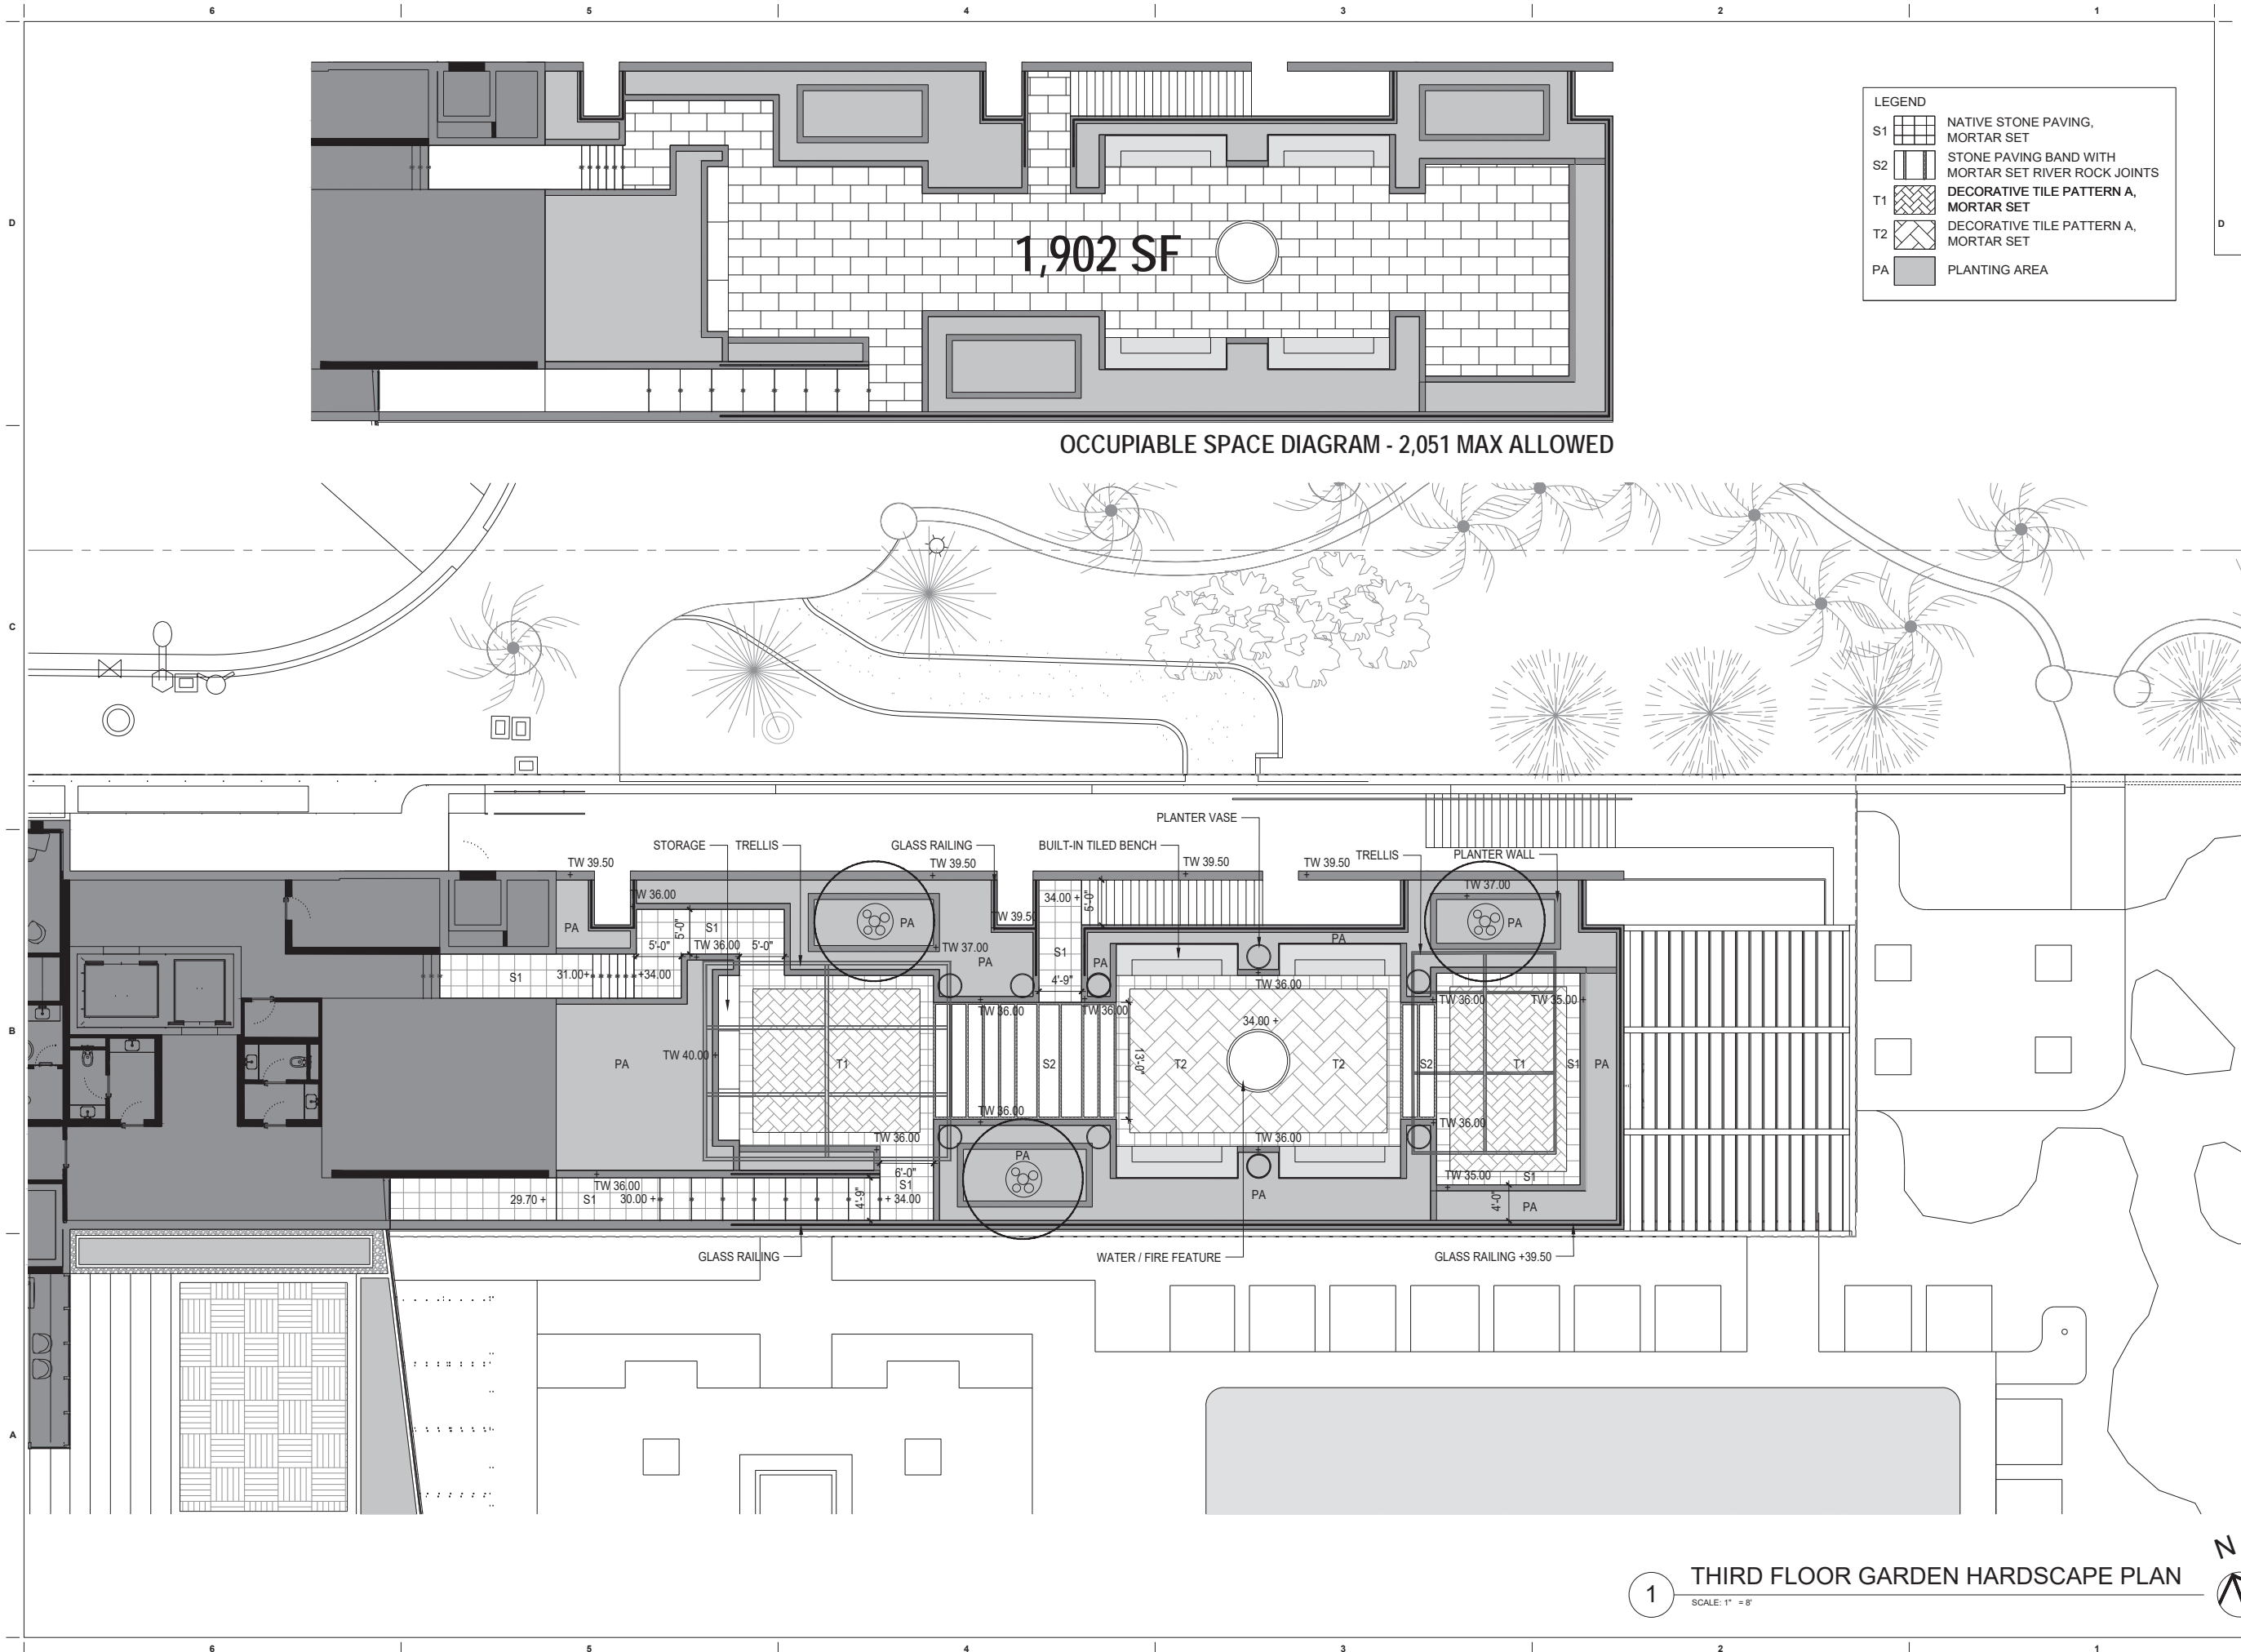 6 5 4 3 2 1
D
D
C
B
A
1,902 SF
OCCUPIABLE SPACE DIAGRAM - 2,051 MAX ALLOWED
LEGEND
S1 NATIVE STONE PAVING,
MORTAR SET
S2 STONE PAVING BAND WITH
MORTAR SET RIVER ROCK JOINTS
T1 DECORATIVE TILE PATTERN A,
MORTAR SET
T2 DECORATIVE TILE PATTERN A,
MORTAR SET
PA PLANTING AREA
PLANTER VASE
STORAGE TRELLIS GLASS RAILING BUILT-IN TILED BENCH TRELLIS PLANTER WALL
TW 39.50 TW 39.50 TW 39.50 TW 39.50
TW 36.00 TW 37.00
34.00 + 5'-0"
PA 5'-0" S1 PA TW 39.50 PA
5'-0" TW 36.00 5'-0" TW 37.00 PA S1 PA PA
S1 31.00+ +34.00 4'-9" TW 36.00
TW 36.00 TW 36.00 TW 36.00 TW 35.00 +
34.00 +
TW 40.00 + PA T1 S2 13'-0" T2 T2 S2 T1 S1 PA
TW 36.00 TW 36.00
TW 36.00 TW 36.00
PA
6'-0" TW 35.00 S1
TW 36.00 S1
29.70 + S1 30.00 + 4'-9" + 34.00 PA 4'-0" PA
GLASS RAILING WATER / FIRE FEATURE GLASS RAILING +39.50
1 THIRD FLOOR GARDEN HARDSCAPE PLAN
SCALE: 1" = 8'
N
6 5 4 3 2 1